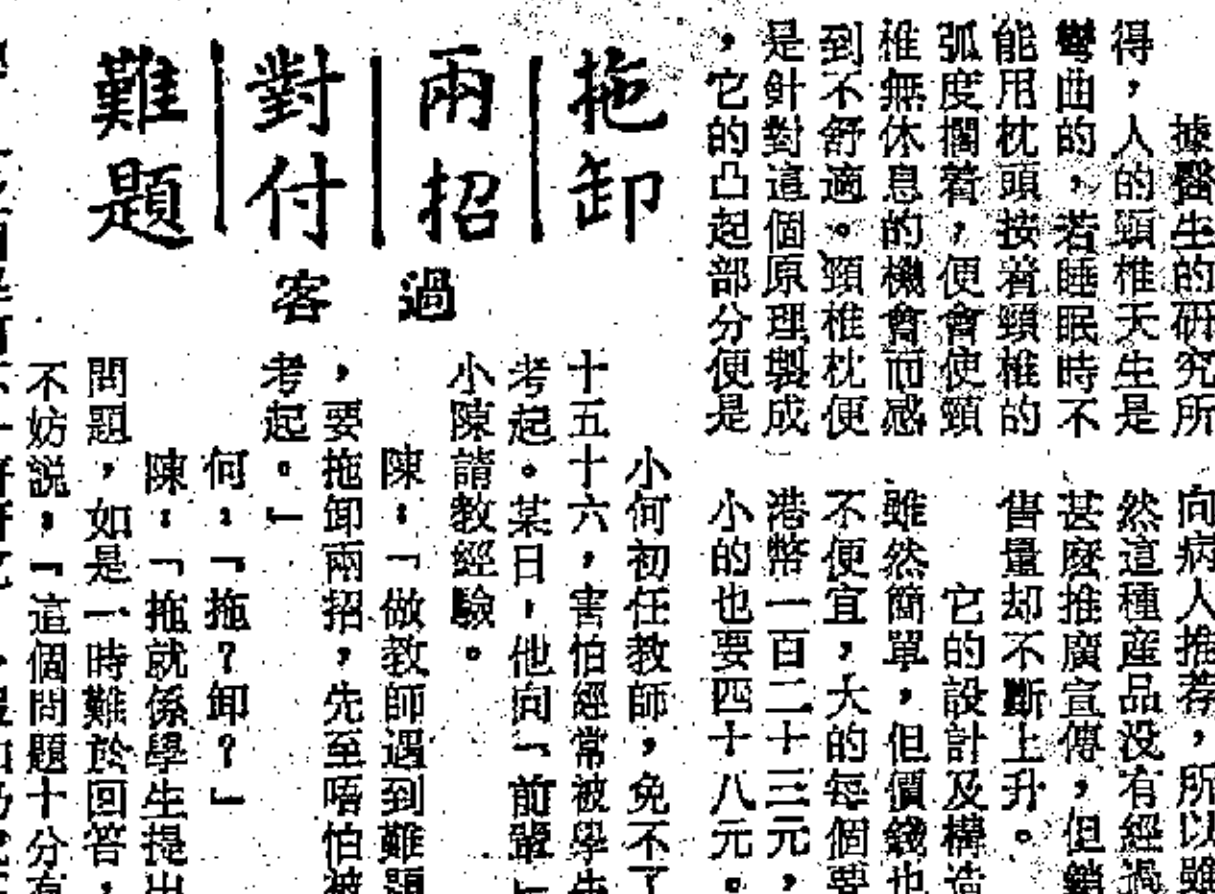 據醫生的研究所
得，人的頸椎天生是
彎曲的，若睡眠時不
能用枕頭按着頸椎的
弧度擱着，便會使頸
椎無休息的機會而感
到不舒適。頸椎枕便
是針對這個原理製成
，它的凸起部分便是
向病人推荐，所以雖
然這種產品没有經過
甚麼推廣宣傳，但銷
售量却不斷上升。
它的設計及構造
雖然簡單，但價錢也
不便宜，大的每個要
港幣一百二十三元，
小的也要四十八元。
拖卸
兩招
對付
難題
過客
小何初任教師，免不了
十五十六，害怕經常被學生
考起。某日，他向「前輩」
小陳請教經驗。
陳：「做教師遇到難題
，要拖卸兩招，先至唔怕被
考起。」
何：「拖？卸？」
陳：「拖就係學生提出
問題，如是一時難於回答，
不妨説，「這個問題十分有